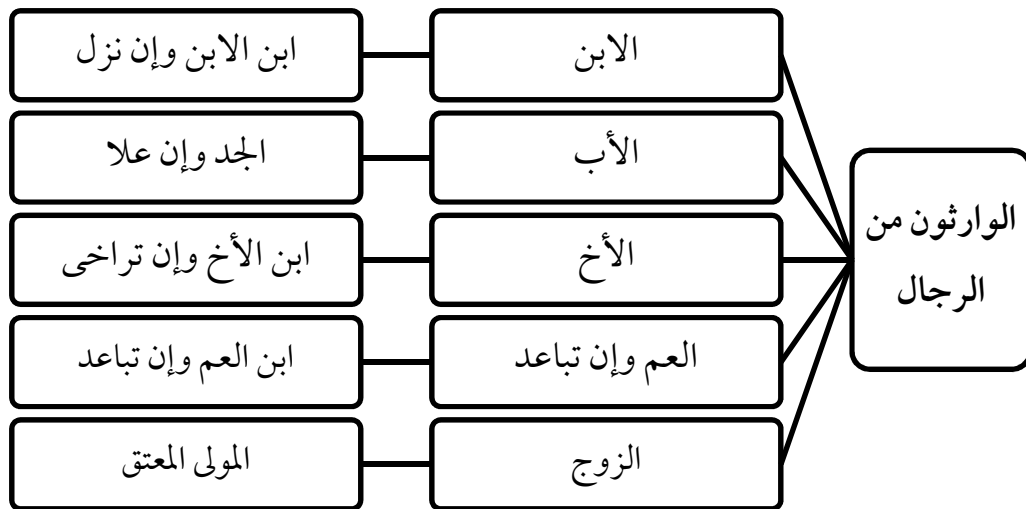 الوارثون من
الرجال
الابن
ابن الابن وإن نزل
الأب
الجد وإن علا
الأخ
ابن الأخ وإن تراخى
العم وإن تباعد
ابن العم وإن تباعد
الزوج
المولى المعتق